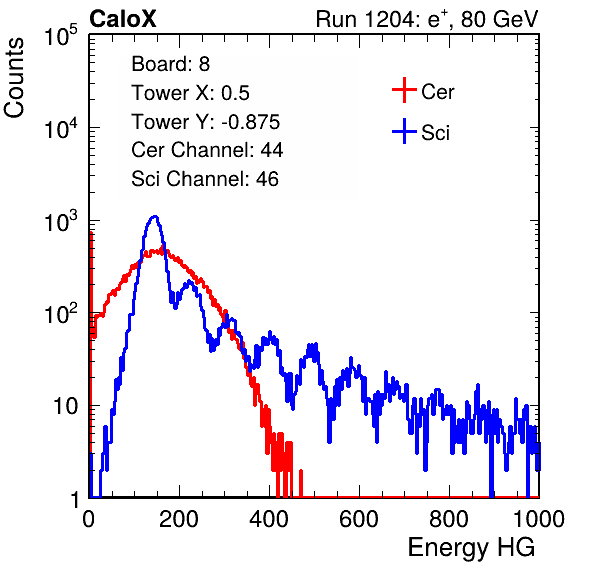 CaloX Run 1204: e⁺, 80 GeV
Counts
Board: 8
Tower X: 0.5
Tower Y: -0.875
Cer Channel: 44
Sci Channel: 46
Cer
Sci
10⁵
10⁴
10³
10²
10
1
0 200 400 600 800 1000
Energy HG